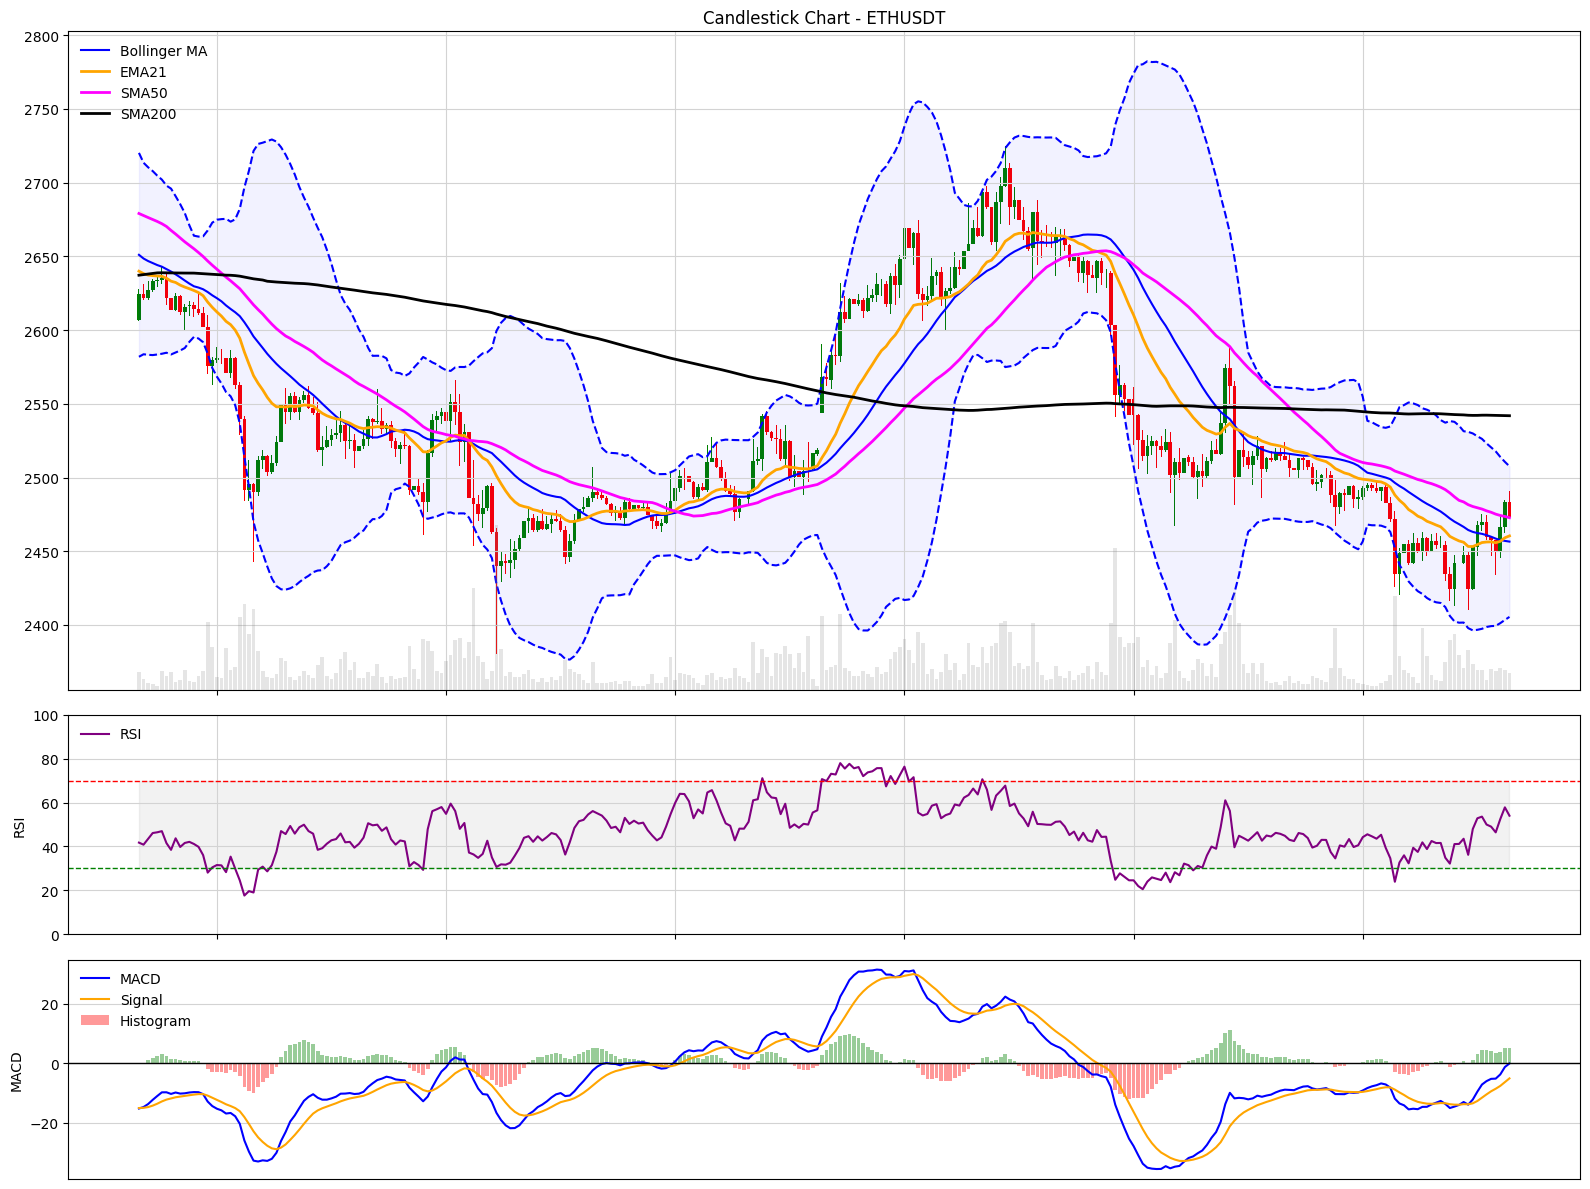 Candlestick Chart - ETHUSDT
2800
2750
2700
2650
2600
2550
2500
2450
2400
Bollinger MA
EMA21
SMA50
SMA200
100
80
60
40
20
0
RSI
RSI
20
0
−20
MACD
MACD
Signal
Histogram